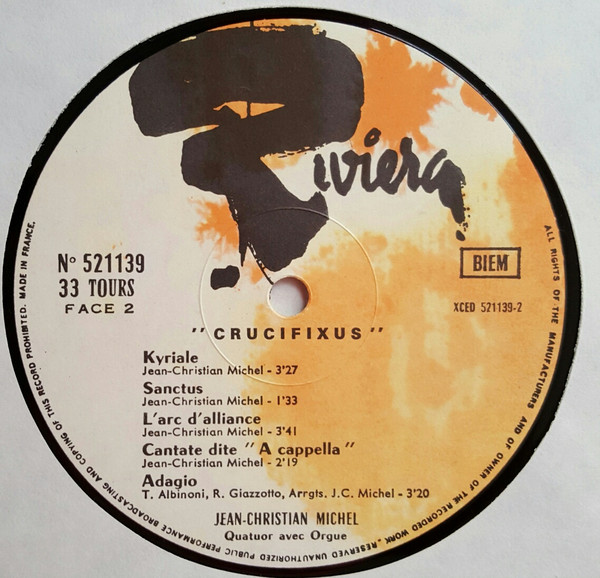 Riviera
N° 521139
33 TOURS
FACE 2
BIEM
XCED 521139-2
"CRUCIFIXUS"
Kyriale
Jean-Christian Michel - 3'27
Sanctus
Jean-Christian Michel - 1'33
L'arc d'alliance
Jean-Christian Michel - 3'41
Cantate dite "A cappella"
Jean-Christian Michel - 2'19
Adagio
T. Albinoni, R. Giazzotto, Arrgts. J.C. Michel - 3'20
JEAN-CHRISTIAN MICHEL
Quatuor avec Orgue
ALL RIGHTS OF THE MANUFACTURERS AND OF OWNER OF THE RECORDED WORK RESERVED UNAUTHORIZED PUBLIC PERFORMANCE BROADCASTING AND COPYING OF THIS RECORD PROHIBITED. MADE IN FRANCE.